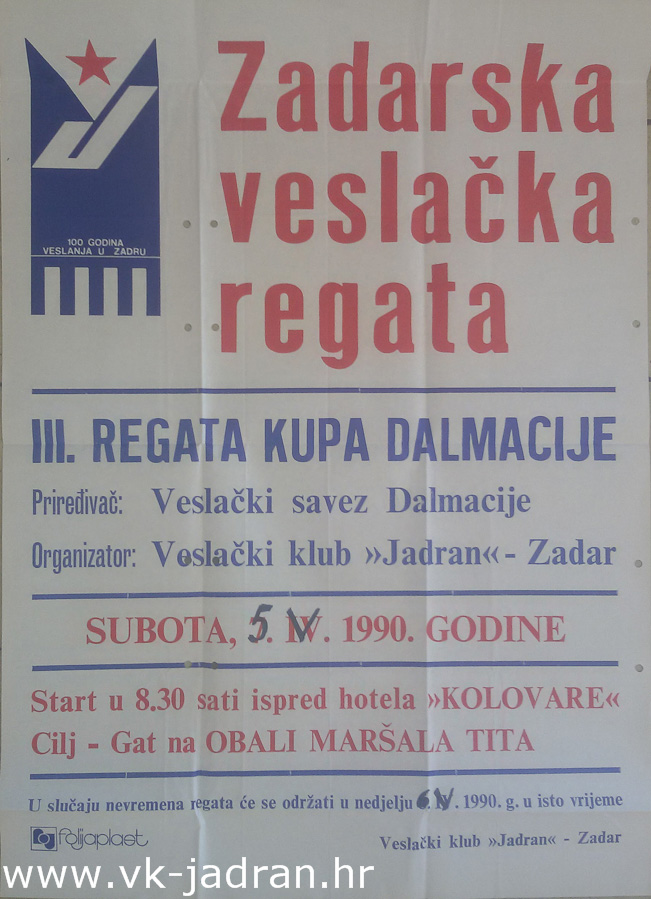 100 GODINA
VESLANJA U ZADRU
Zadarska
veslačka
regata
III. REGATA KUPA DALMACIJE
Priređivač: Veslački savez Dalmacije
Organizator: Veslački klub »Jadran« - Zadar
SUBOTA, 5. V. 1990. GODINE
Start u 8.30 sati ispred hotela »KOLOVARE«
Cilj - Gat na OBALI MARŠALA TITA
U slučaju nevremena regata će se održati u nedjelju 6. V. 1990. g. u isto vrijeme
folijaplast
Veslački klub »Jadran« - Zadar
www.vk-jadran.hr